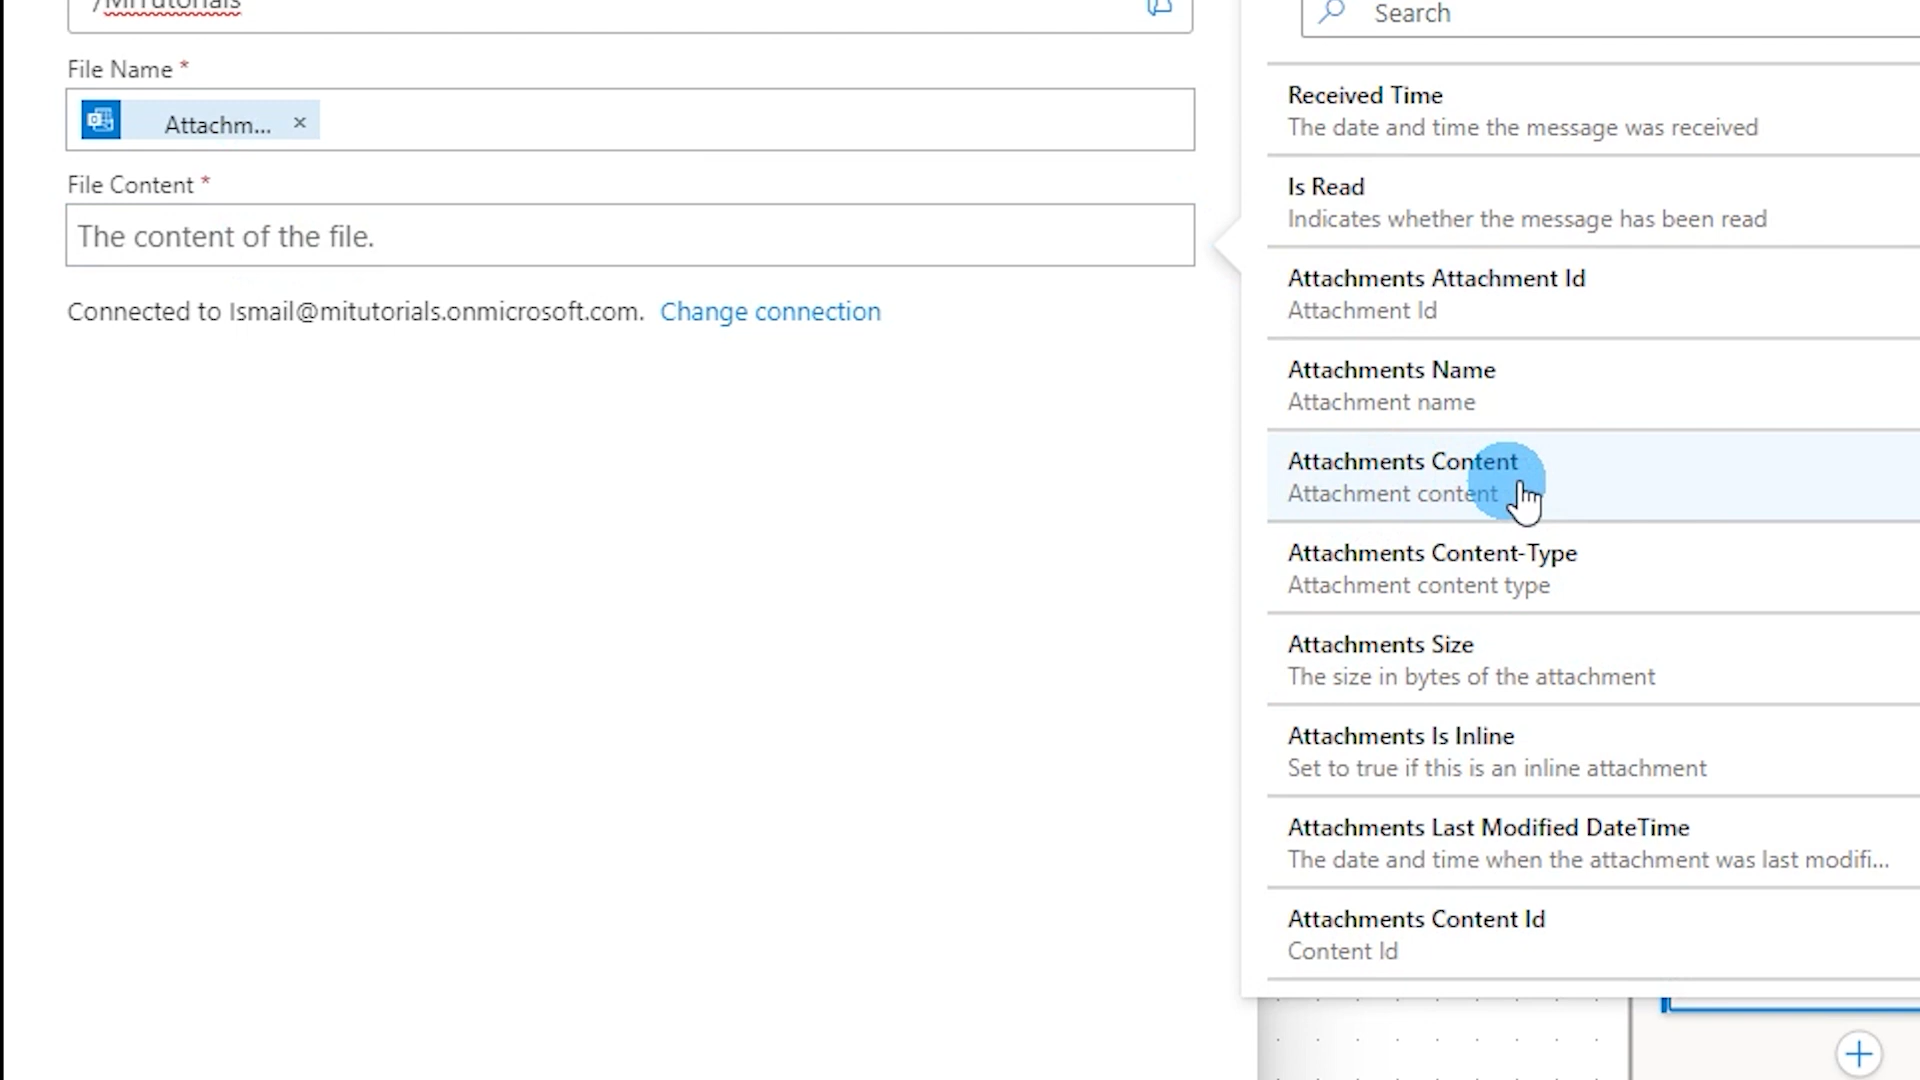 /MiTutorials
File Name *
Attachm... ×
File Content *
The content of the file.
Connected to Ismail@mitutorials.onmicrosoft.com. Change connection
Search
Received Time
The date and time the message was received
Is Read
Indicates whether the message has been read
Attachments Attachment Id
Attachment Id
Attachments Name
Attachment name
Attachments Content
Attachment content
Attachments Content-Type
Attachment content type
Attachments Size
The size in bytes of the attachment
Attachments Is Inline
Set to true if this is an inline attachment
Attachments Last Modified DateTime
The date and time when the attachment was last modifi...
Attachments Content Id
Content Id